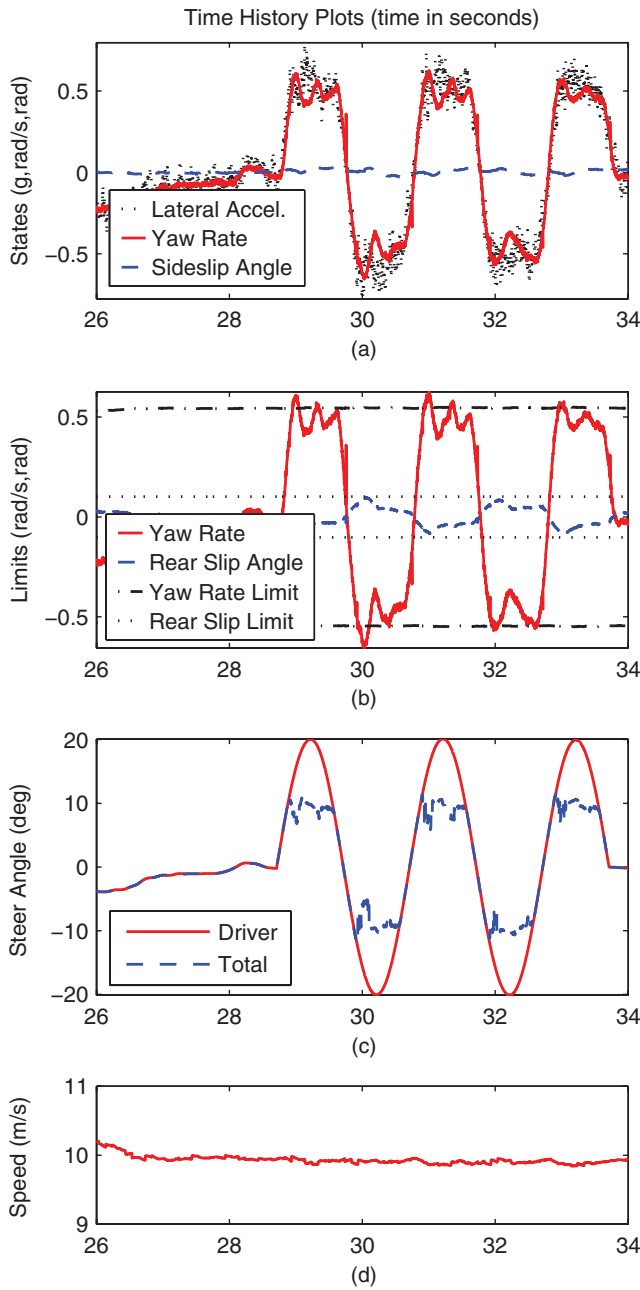 Time History Plots (time in seconds)
States (g,rad/s,rad)
0.5
0
−0.5
Lateral Accel.
Yaw Rate
Sideslip Angle
26 28 30 32 34
(a)
Limits (rad/s,rad)
0.5
0
−0.5
Yaw Rate
Rear Slip Angle
Yaw Rate Limit
Rear Slip Limit
26 28 30 32 34
(b)
Steer Angle (deg)
20
10
0
−10
−20
Driver
Total
26 28 30 32 34
(c)
Speed (m/s)
11
10
9
26 28 30 32 34
(d)